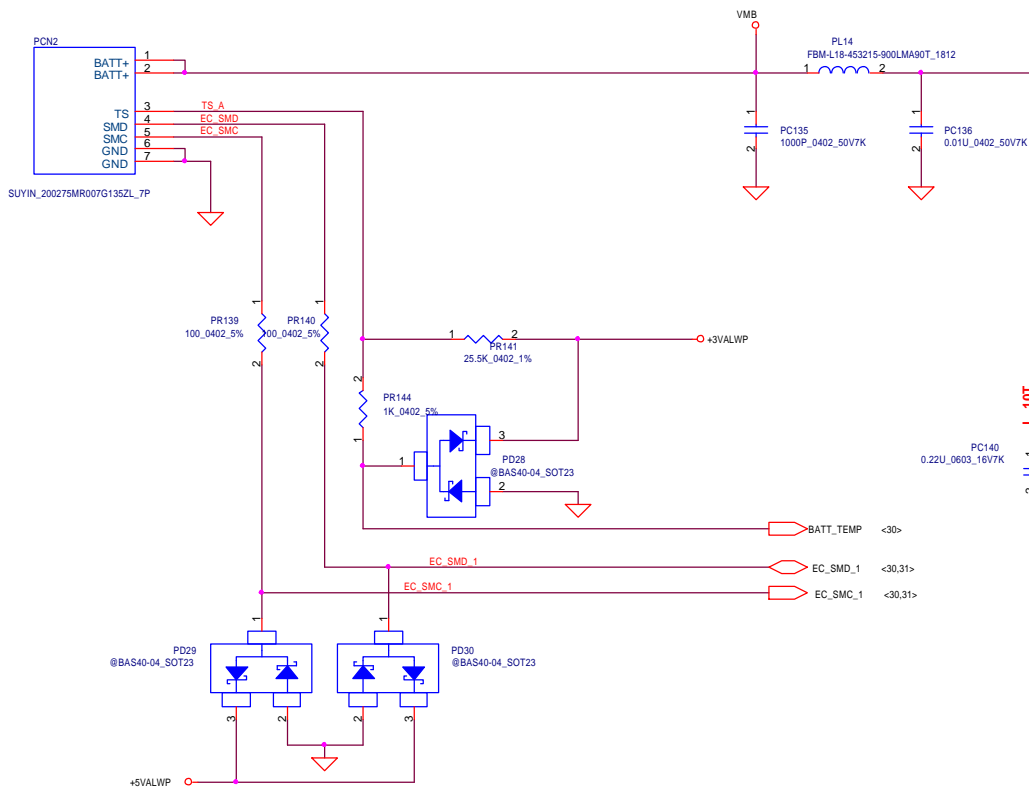 VMB
PCN2
PL14
FBM-L18-453215-900LMA90T_1812
1
BATT+
2
BATT+
1
2
3
TS
TS_A
4
SMD
EC_SMD
5
SMC
EC_SMC
6
GND
7
GND
SUYIN_200275MR007G135ZL_7P
1
PC135
1000P_0402_50V7K
2
1
PC136
0.01U_0402_50V7K
2
1
PR139
100_0402_5%
2
1
PR140
00_0402_5%
2
1
2
PR141
25.5K_0402_1%
+3VALWP
2
PR144
1K_0402_5%
1
1
3
2
PD28
@BAS40-04_SOT23
PC140
0.22U_0603_16V7K
1
2
BATT_TEMP <30>
EC_SMD_1
EC_SMD_1 <30,31>
EC_SMC_1
EC_SMC_1 <30,31>
1
PD29
@BAS40-04_SOT23
3
2
1
PD30
@BAS40-04_SOT23
2
3
+5VALWP